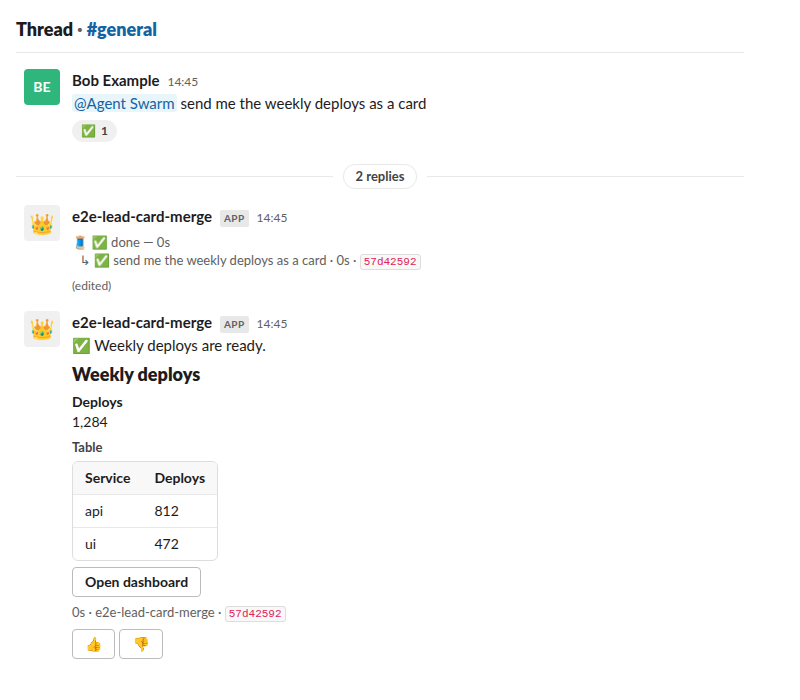 Thread • #general
BE
Bob Example 14:45
@Agent Swarm send me the weekly deploys as a card
✅ 1
2 replies
e2e-lead-card-merge APP 14:45
🧵 ✅ done — 0s
↳ ✅ send me the weekly deploys as a card · 0s · 57d42592
(edited)
e2e-lead-card-merge APP 14:45
✅ Weekly deploys are ready.
Weekly deploys
Deploys
1,284
Table
Service Deploys
api 812
ui 472
Open dashboard
0s · e2e-lead-card-merge · 57d42592
👍 👎